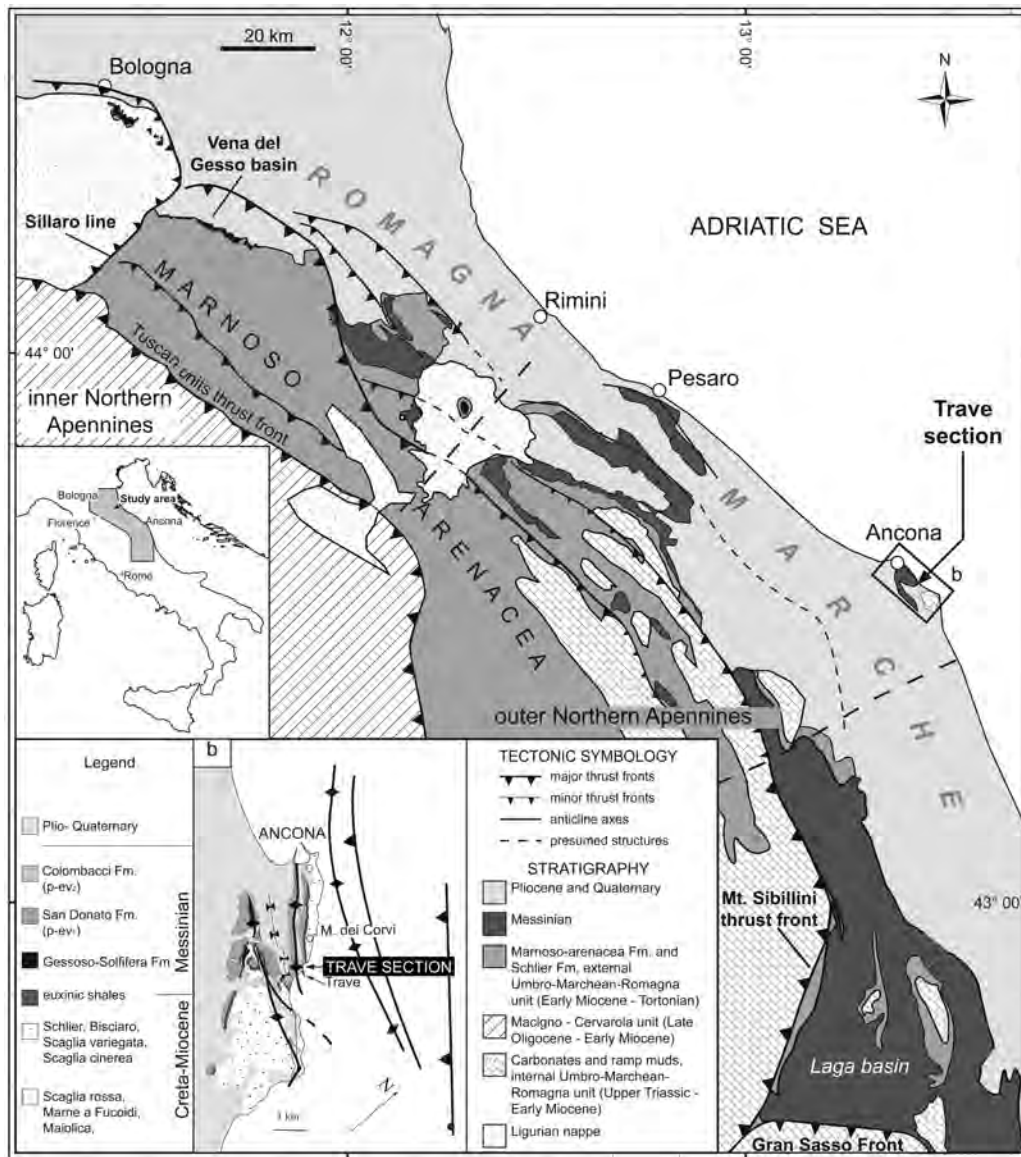 20 km
12° 00'
13° 00'
N
Bologna
Vena del
Gesso basin
ROMAGNA
Sillaro line
ADRIATIC SEA
MARNOSO
Rimini
44° 00'
Tuscan units thrust front
Pesaro
inner Northern
Apennines
Trave
section
Bologna
Study area
Ancona
Florence
Rome
MARCHE
Ancona
b
ARENACEA
outer Northern Apennines
43° 00'
Mt. Sibillini
thrust front
Laga basin
Gran Sasso Front
Legend
Plio- Quaternary
Colombacci Fm.
(p-ev₂)
San Donato Fm.
(p-ev₁)
Gessoso-Solfifera Fm
euxinic shales
Schlier, Bisciaro,
Scaglia variegata,
Scaglia cinerea
Scaglia rossa,
Marne a Fucoidi,
Maiolica,
Messinian
Creta-Miocene
b
ANCONA
M. dei Corvi
TRAVE SECTION
Trave
1 km
N
TECTONIC SYMBOLOGY
major thrust fronts
minor thrust fronts
anticline axes
presumed structures
STRATIGRAPHY
Pliocene and Quaternary
Messinian
Marnoso-arenacea Fm. and
Schlier Fm, external
Umbro-Marchean-Romagna
unit (Early Miocene - Tortonian)
Macigno - Cervarola unit (Late
Oligocene - Early Miocene)
Carbonates and ramp muds,
internal Umbro-Marchean-
Romagna unit (Upper Triassic -
Early Miocene)
Ligurian nappe